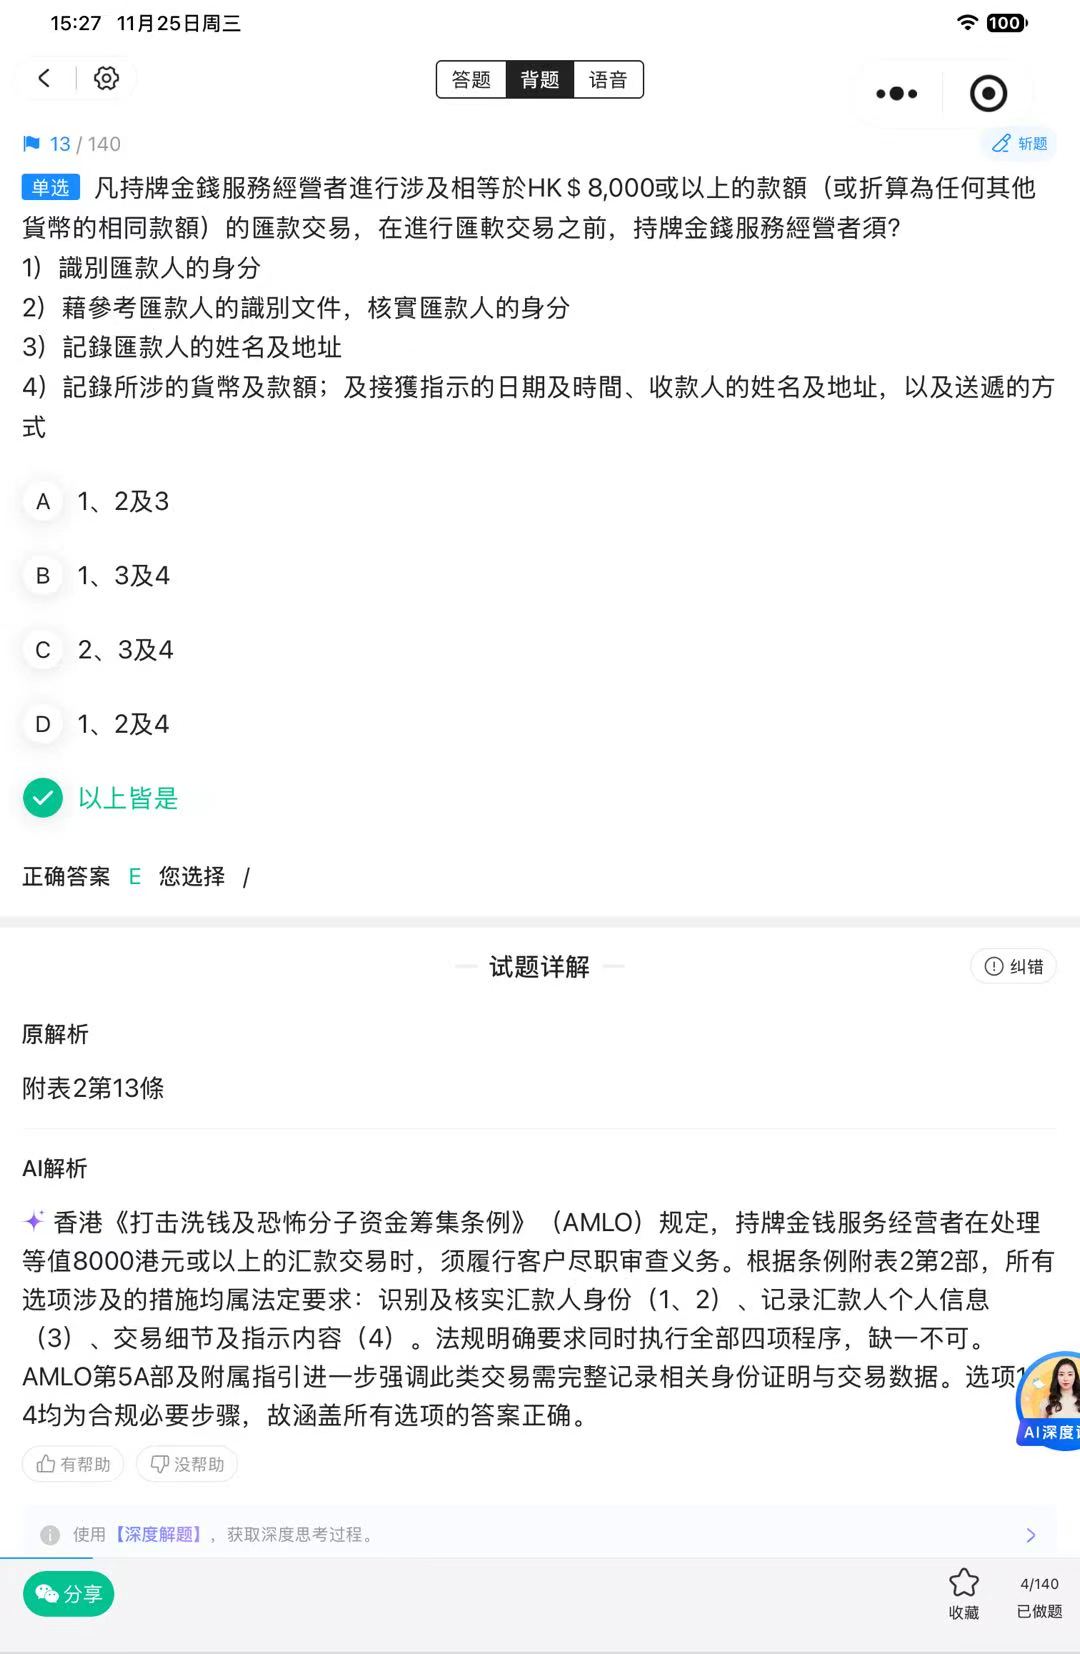 15:27 11月25日周三
100
答题 背题 语音
13 / 140
斩题
单选 凡持牌金錢服務經營者進行涉及相等於HK＄8,000或以上的款額（或折算為任何其他
貨幣的相同款額）的匯款交易，在進行匯軟交易之前，持牌金錢服務經營者須？
1）識別匯款人的身分
2）藉參考匯款人的識別文件，核實匯款人的身分
3）記錄匯款人的姓名及地址
4）記錄所涉的貨幣及款額；及接獲指示的日期及時間、收款人的姓名及地址，以及送遞的方
式
A 1、2及3
B 1、3及4
C 2、3及4
D 1、2及4
以上皆是
正确答案 E 您选择 /
试题详解
纠错
原解析
附表2第13條
AI解析
香港《打击洗钱及恐怖分子资金筹集条例》（AMLO）规定，持牌金钱服务经营者在处理
等值8000港元或以上的汇款交易时，须履行客户尽职审查义务。根据条例附表2第2部，所有
选项涉及的措施均属法定要求：识别及核实汇款人身份（1、2）、记录汇款人个人信息
（3）、交易细节及指示内容（4）。法规明确要求同时执行全部四项程序，缺一不可。
AMLO第5A部及附属指引进一步强调此类交易需完整记录相关身份证明与交易数据。选项1
4均为合规必要步骤，故涵盖所有选项的答案正确。
AI深度
有帮助 没帮助
使用【深度解题】，获取深度思考过程。
分享
收藏
4/140
已做题